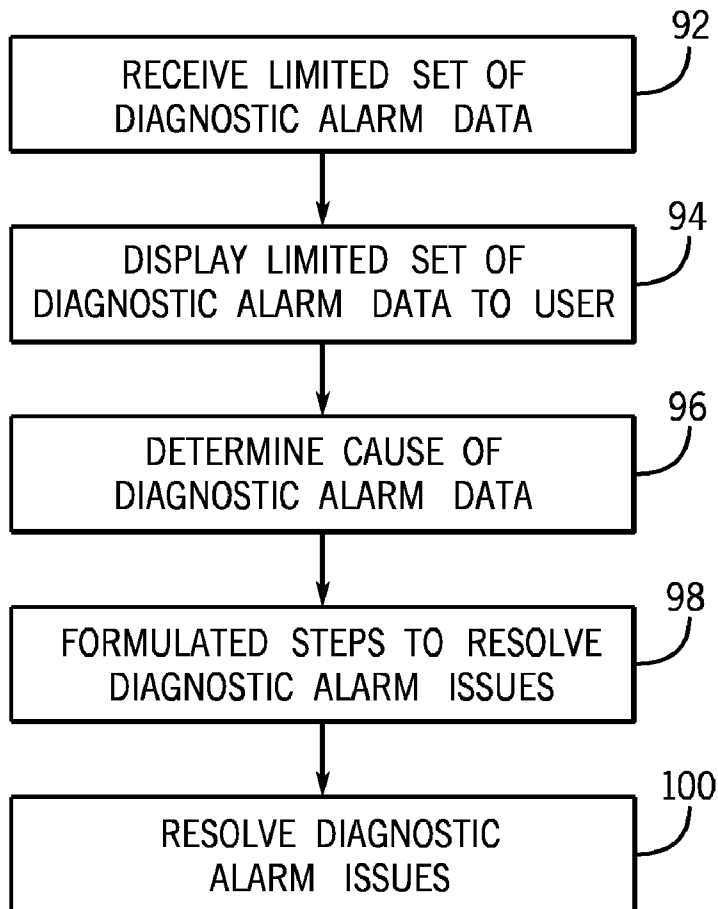 92
RECEIVE LIMITED SET OF
DIAGNOSTIC ALARM DATA
94
DISPLAY LIMITED SET OF
DIAGNOSTIC ALARM DATA TO USER
96
DETERMINE CAUSE OF
DIAGNOSTIC ALARM DATA
98
FORMULATED STEPS TO RESOLVE
DIAGNOSTIC ALARM ISSUES
100
RESOLVE DIAGNOSTIC
ALARM ISSUES